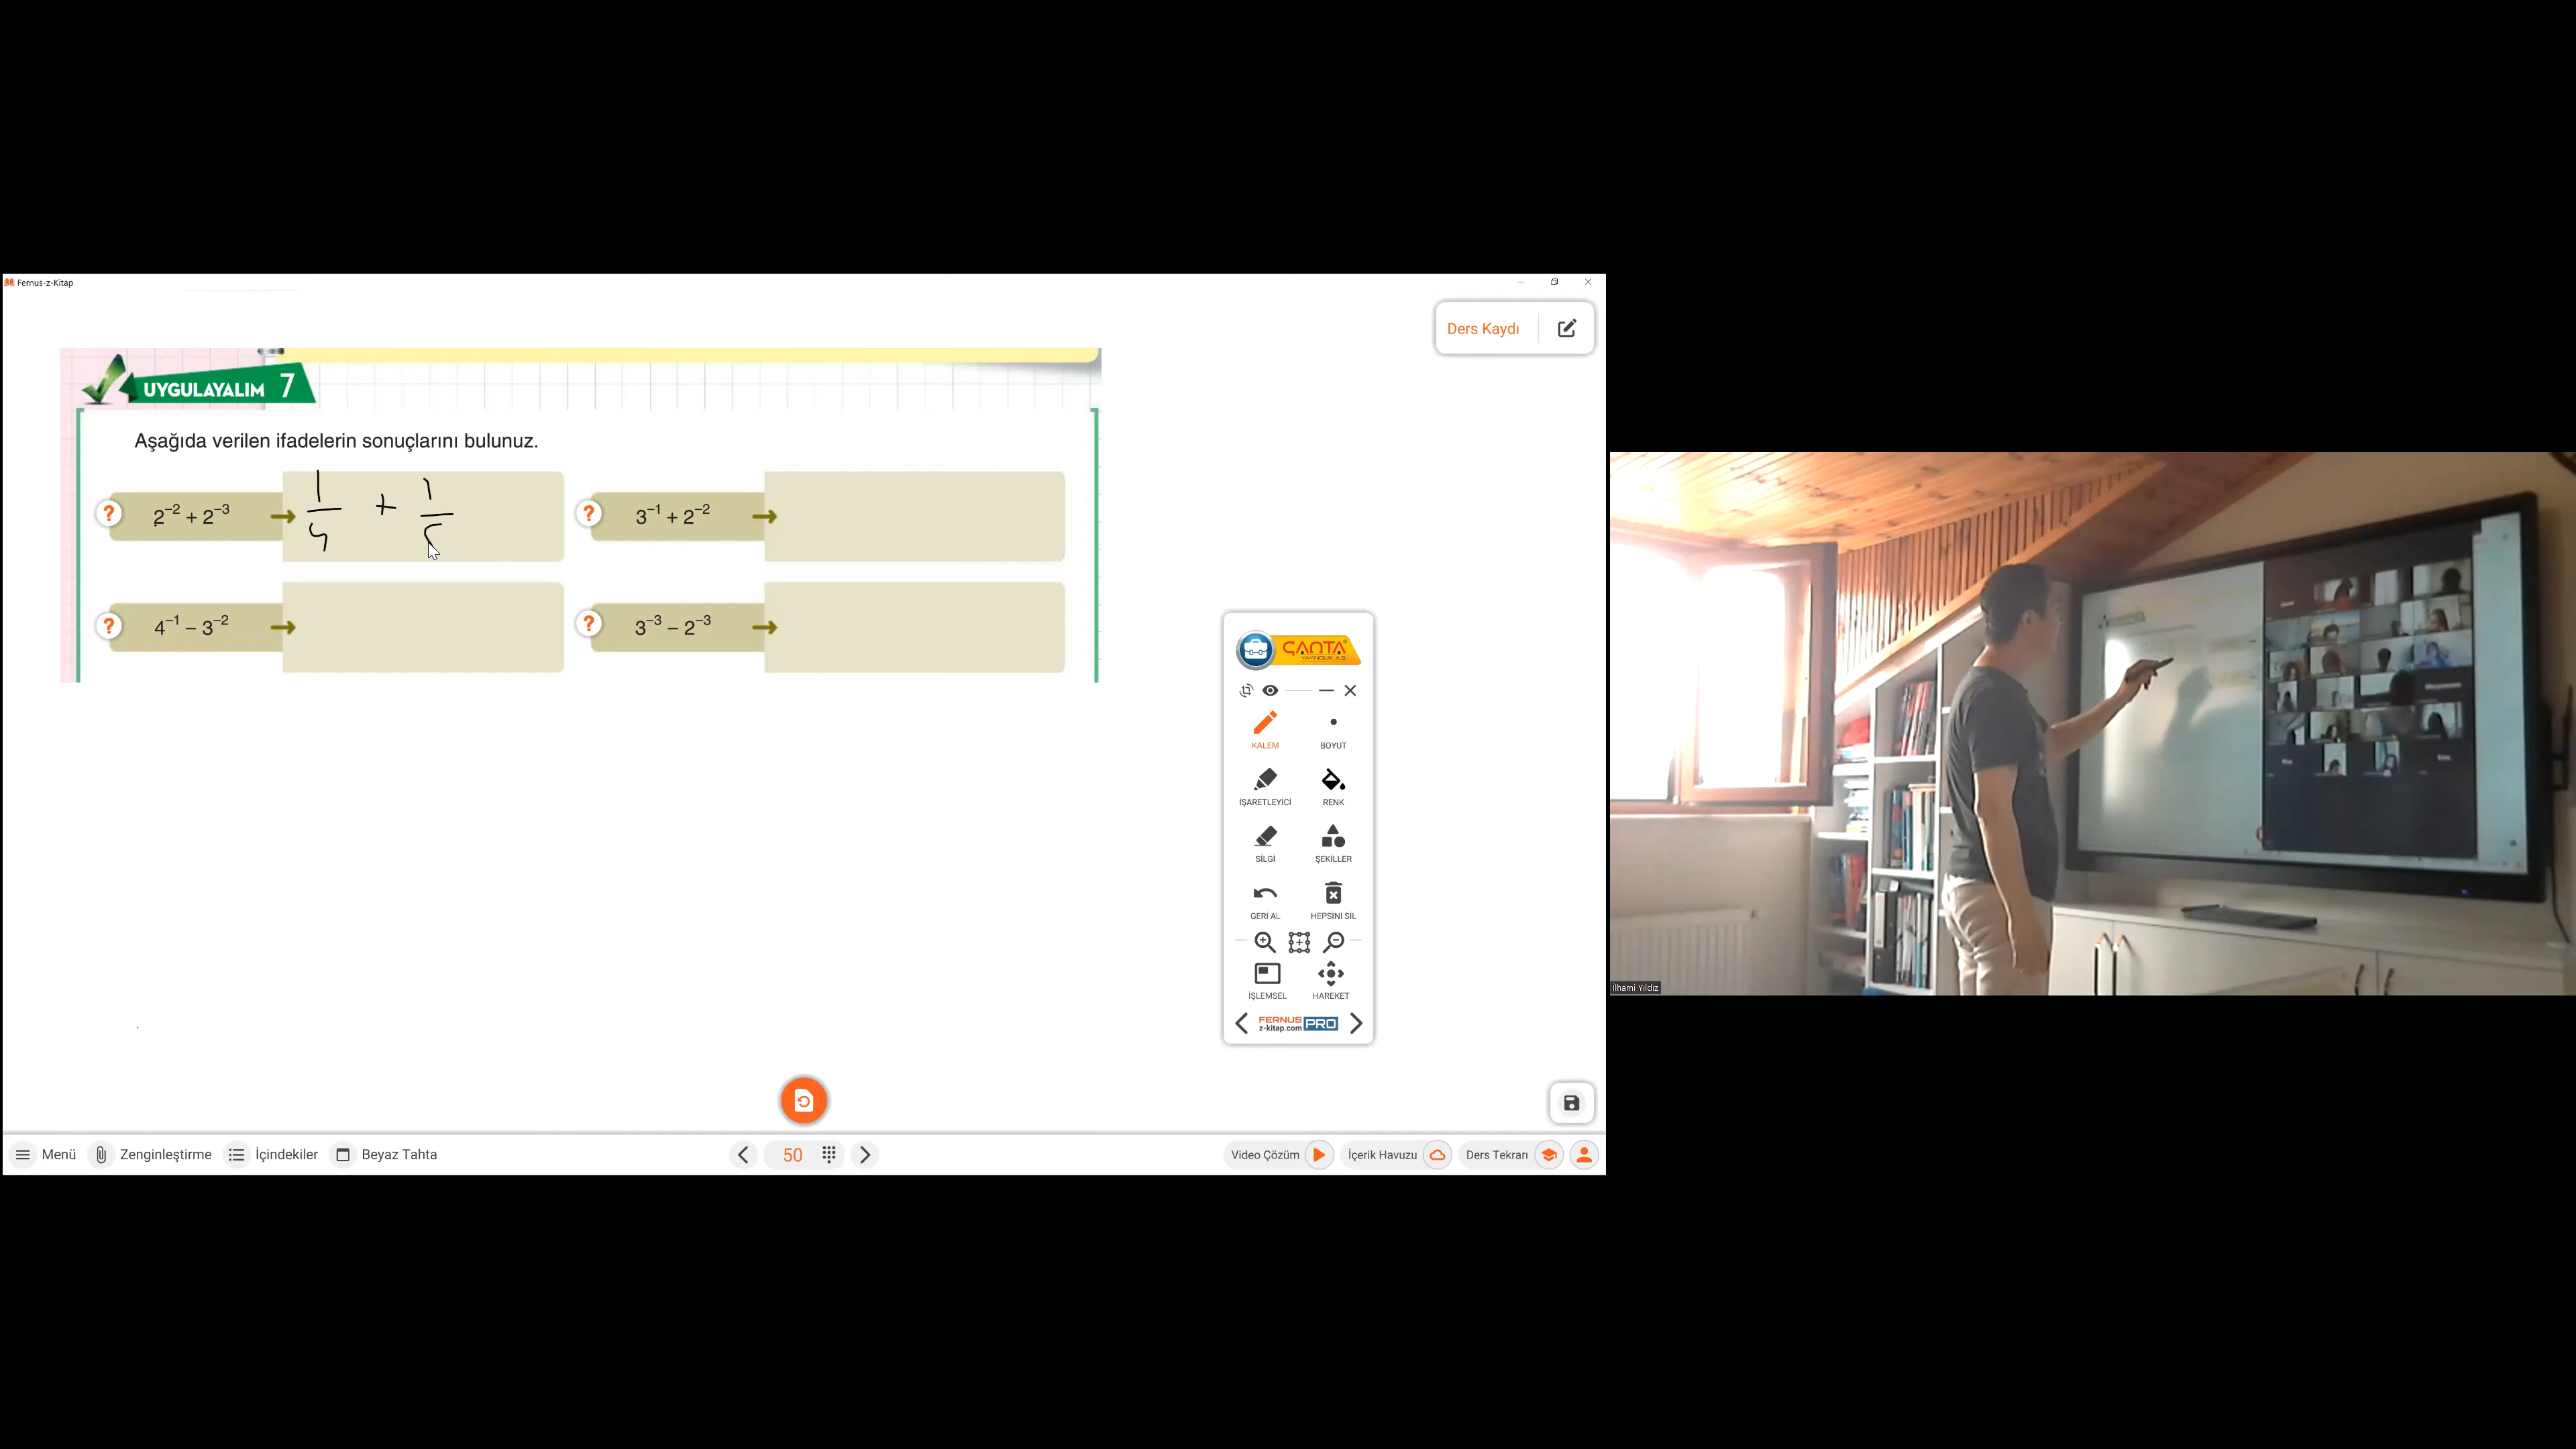 Fernus-z-Kitap
Ders Kaydı
UYGULAYALIM 7
Aşağıda verilen ifadelerin sonuçlarını bulunuz.
? 2⁻² + 2⁻³ → 1/4 + 1/
? 3⁻¹ + 2⁻² →
? 4⁻¹ – 3⁻² →
? 3⁻³ – 2⁻³ →
ÇANTA
YAYINCILIK A.Ş.
KALEM BOYUT
İŞARETLEYİCİ RENK
SİLGİ ŞEKİLLER
GERİ AL HEPSİNİ SİL
İŞLEMSEL HAREKET
FERNUS PRO
z-kitap.com
İlhami Yıldız
Menü Zenginleştirme İçindekiler Beyaz Tahta 50 Video Çözüm İçerik Havuzu Ders Tekrarı